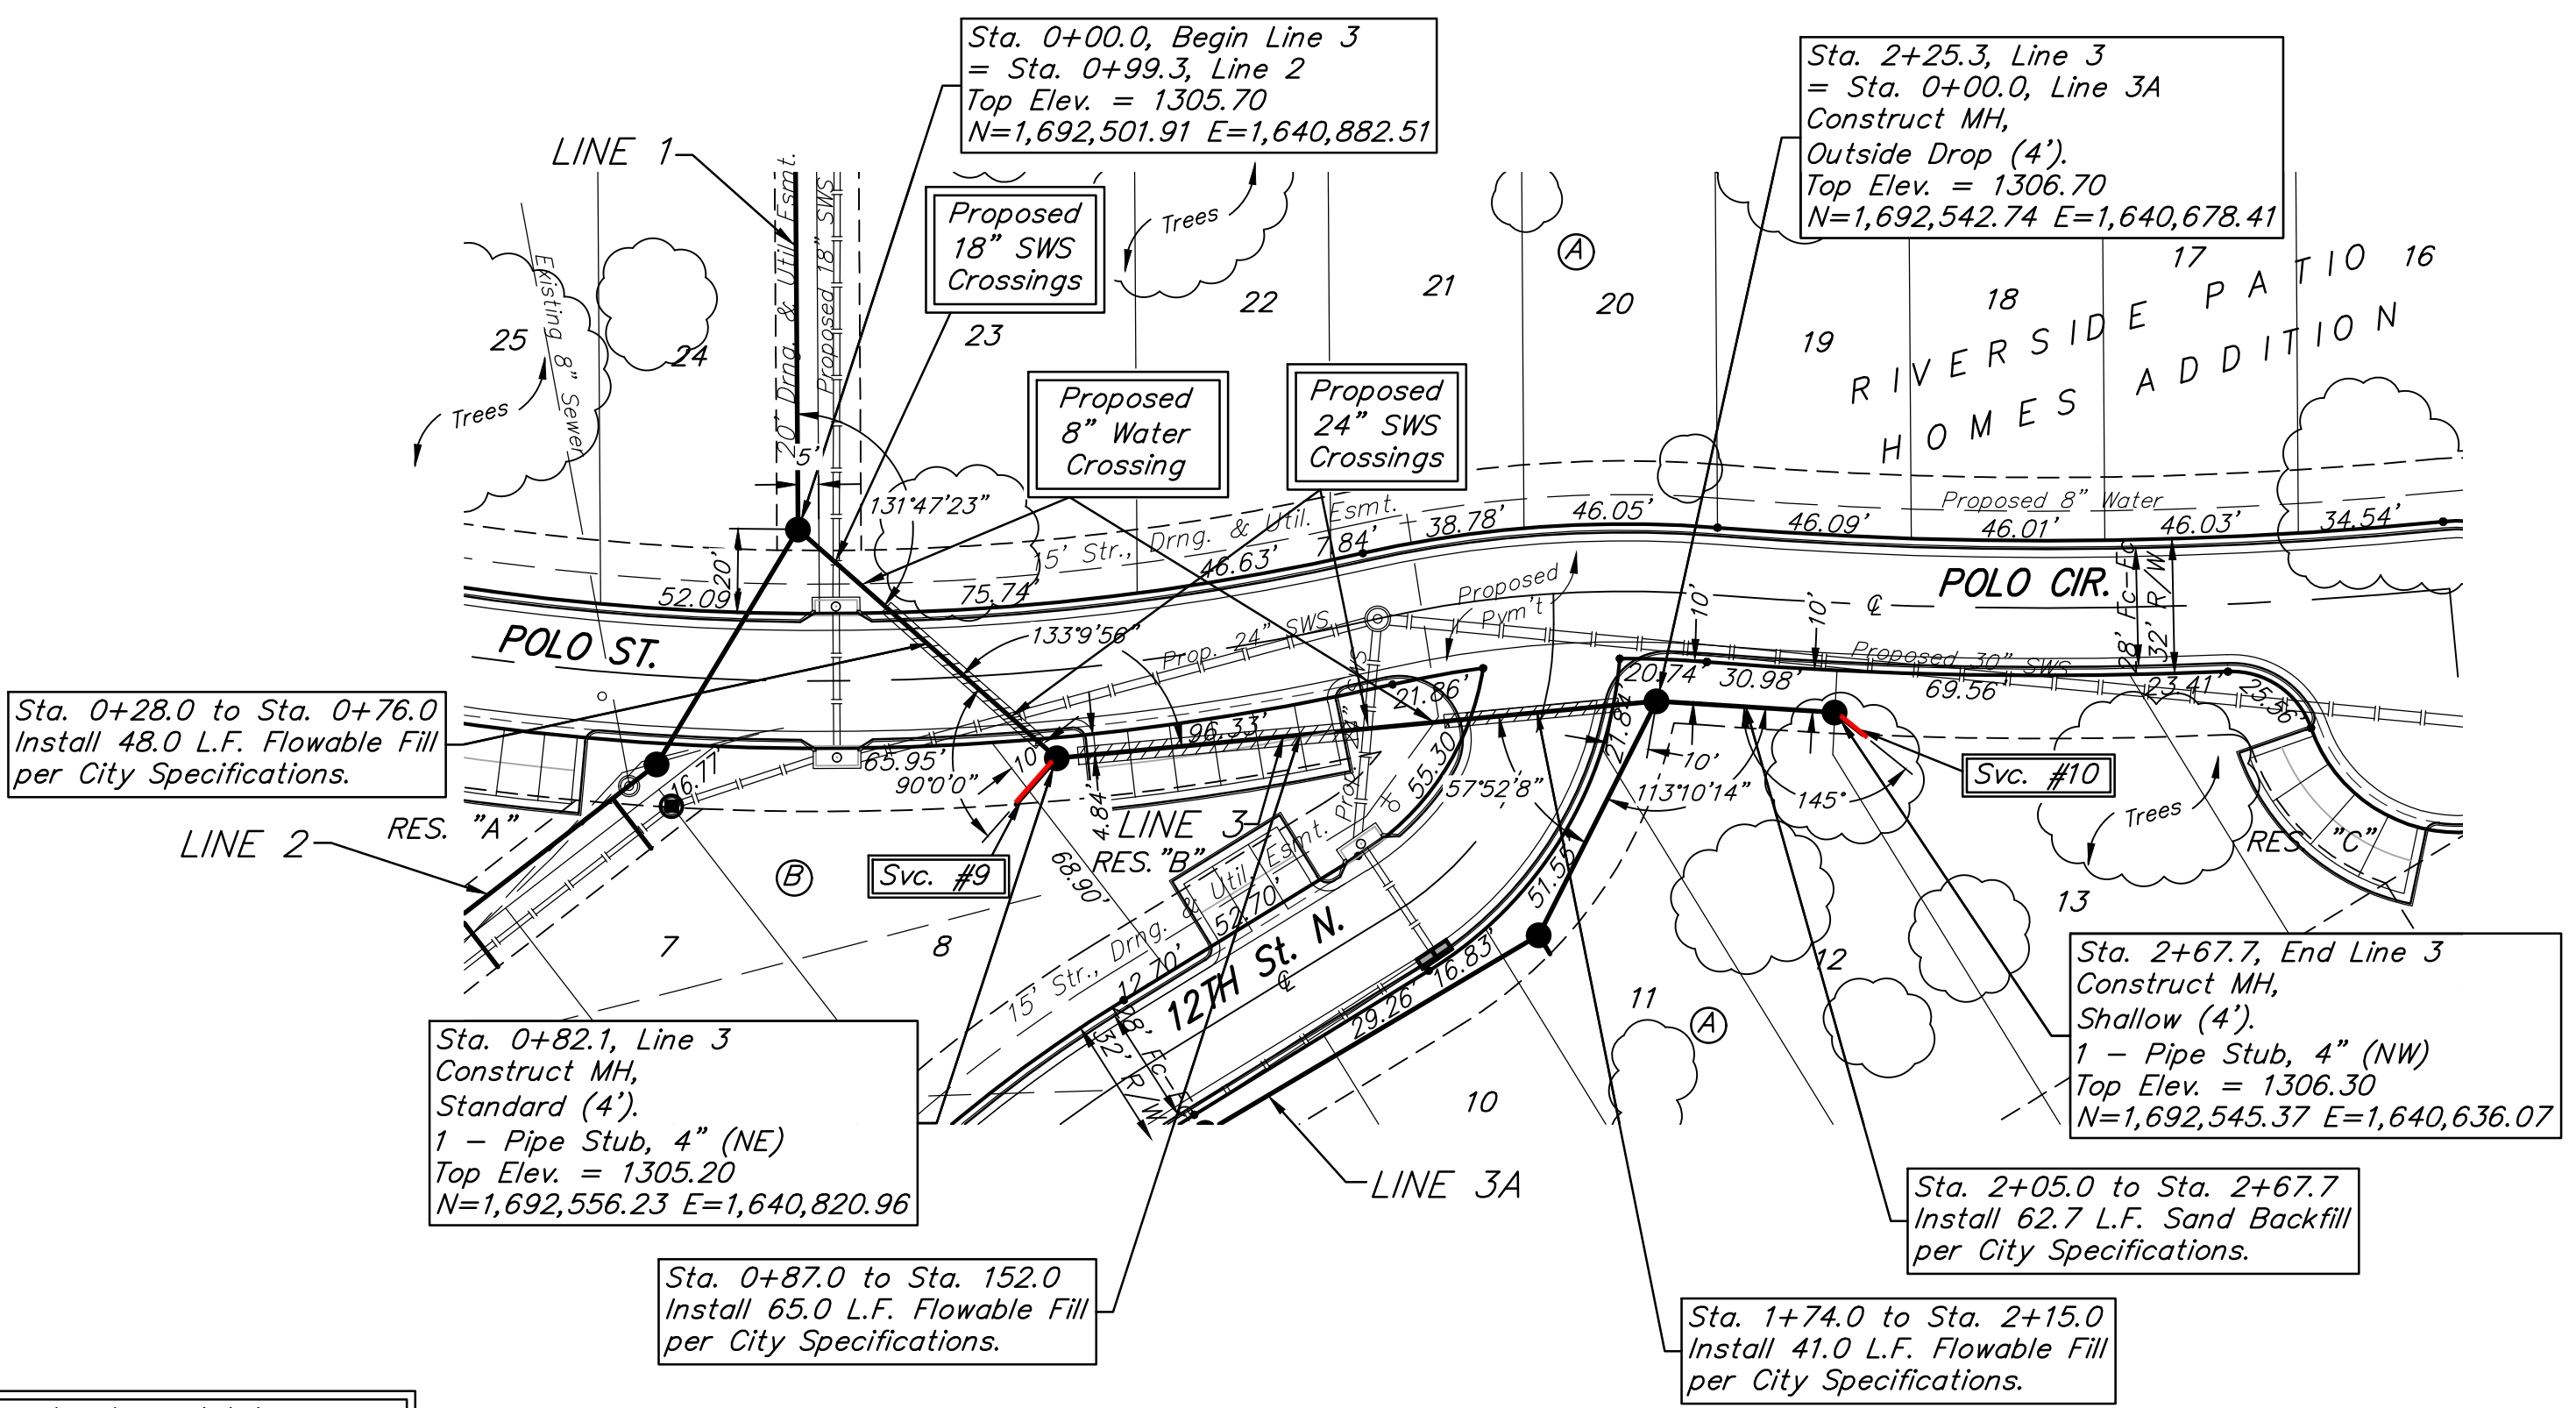 Sta. 0+00.0, Begin Line 3
= Sta. 0+99.3, Line 2
Top Elev. = 1305.70
N=1,692,501.91 E=1,640,882.51
Sta. 2+25.3, Line 3
= Sta. 0+00.0, Line 3A
Construct MH,
Outside Drop (4').
Top Elev. = 1306.70
N=1,692,542.74 E=1,640,678.41
LINE 1
20' Drng. & Util. Esmt.
Proposed 18" SWS
Proposed
18" SWS
Crossings
Trees
A
Existing 8" Sewer
25
24
23
22
21
20
19
18
17
16
RIVERSIDE PATIO
HOMES ADDITION
Trees
Proposed
8" Water
Crossing
Proposed
24" SWS
Crossings
5'
131°47'23"
20'
52.09'
75.74'
15' Str., Drng. & Util. Esmt.
46.63'
7.84'
38.78'
46.05'
46.09'
Proposed 8" Water
46.01'
46.03'
34.54'
POLO ST.
133°9'56"
Prop. 24" SWS
Proposed
Pym't
10'
10'
℄
POLO CIR.
28' Fc-Fc
32' R/W
Proposed 30" SWS
Sta. 0+28.0 to Sta. 0+76.0
Install 48.0 L.F. Flowable Fill
per City Specifications.
16.77'
65.95'
96.33'
21.86'
20.74'
30.98'
69.56'
23.41'
25.36'
10'
90°0'0"
4.84'
55.30'
57°52'8"
21.84'
10'
113°10'14"
145°
Svc. #10
Trees
LINE 2
RES. "A"
B
Svc. #9
LINE 3
RES. "B"
RES. "C"
68.90'
15' Str., Drng. & Util. Esmt.
52.70'
12.70'
51.55'
12TH St. N.
℄
28' Fc-Fc
32' R/W
29.26'
16.83'
7
8
10
11
A
12
13
LINE 3A
Sta. 2+67.7, End Line 3
Construct MH,
Shallow (4').
1 - Pipe Stub, 4" (NW)
Top Elev. = 1306.30
N=1,692,545.37 E=1,640,636.07
Sta. 0+82.1, Line 3
Construct MH,
Standard (4').
1 - Pipe Stub, 4" (NE)
Top Elev. = 1305.20
N=1,692,556.23 E=1,640,820.96
Sta. 2+05.0 to Sta. 2+67.7
Install 62.7 L.F. Sand Backfill
per City Specifications.
Sta. 0+87.0 to Sta. 152.0
Install 65.0 L.F. Flowable Fill
per City Specifications.
Sta. 1+74.0 to Sta. 2+15.0
Install 41.0 L.F. Flowable Fill
per City Specifications.